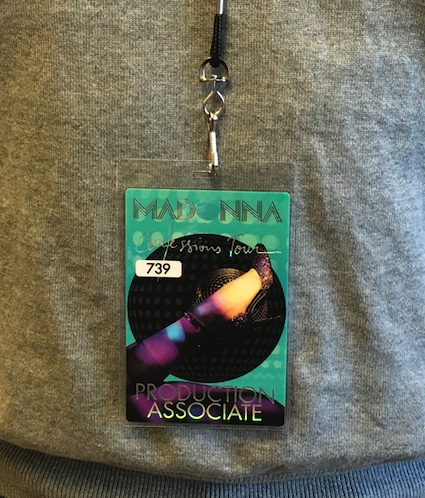 MADONNA
Confessions Tour
739
PRODUCTION
ASSOCIATE